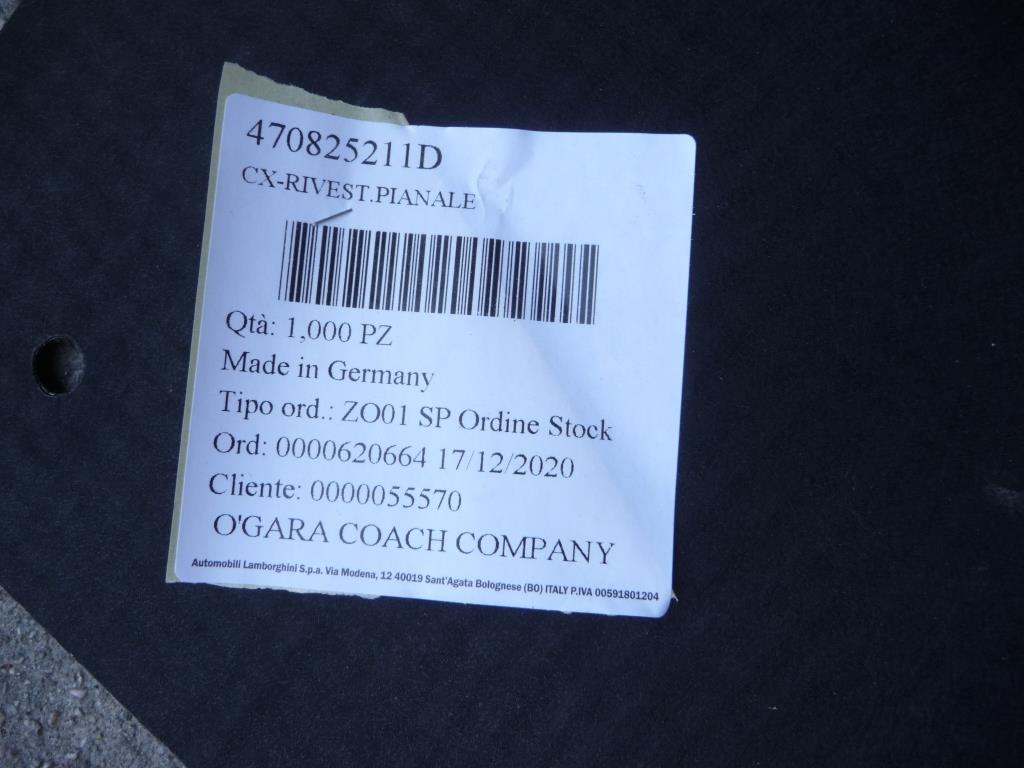 470825211D
CX-RIVEST.PIANALE
Qtà: 1,000 PZ
Made in Germany
Tipo ord.: ZO01 SP Ordine Stock
Ord: 0000620664 17/12/2020
Cliente: 0000055570
O'GARA COACH COMPANY
Automobili Lamborghini S.p.a. Via Modena, 12 40019 Sant'Agata Bolognese (BO) ITALY P.IVA 00591801204